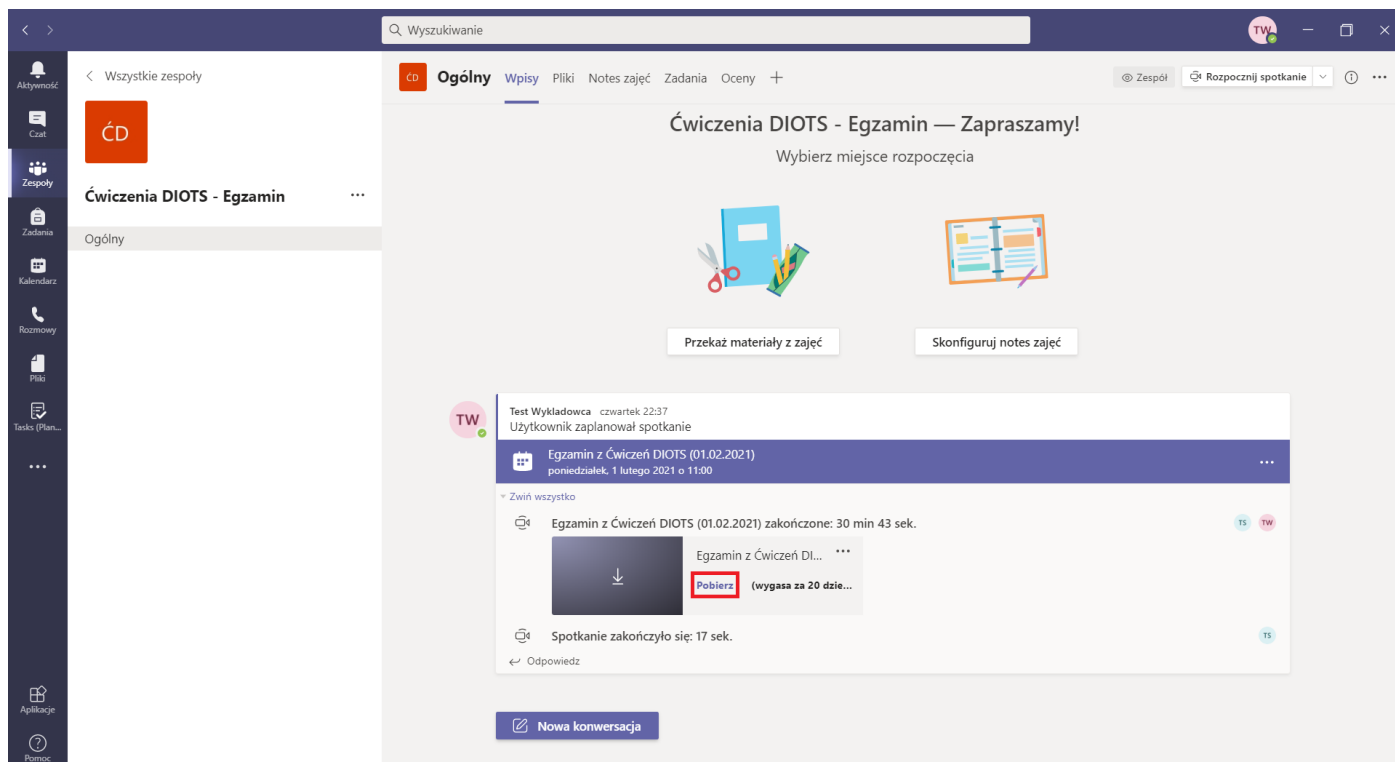 Wyszukiwanie
TW
Aktywność
Czat
Zespoły
Zadania
Kalendarz
Rozmowy
Pliki
Tasks (Plan...
Aplikacje
Pomoc
Wszystkie zespoły
ĆD
Ćwiczenia DIOTS - Egzamin
Ogólny
ĆD Ogólny Wpisy Pliki Notes zajęć Zadania Oceny
Zespół Rozpocznij spotkanie
Ćwiczenia DIOTS - Egzamin — Zapraszamy!
Wybierz miejsce rozpoczęcia
Przekaż materiały z zajęć Skonfiguruj notes zajęć
TW
Test Wykladowca czwartek 22:37
Użytkownik zaplanował spotkanie
Egzamin z Ćwiczeń DIOTS (01.02.2021)
poniedziałek, 1 lutego 2021 o 11:00
Zwiń wszystko
Egzamin z Ćwiczeń DIOTS (01.02.2021) zakończone: 30 min 43 sek. TS TW
Egzamin z Ćwiczeń DI...
Pobierz (wygasa za 20 dzie...
Spotkanie zakończyło się: 17 sek. TS
Odpowiedz
Nowa konwersacja